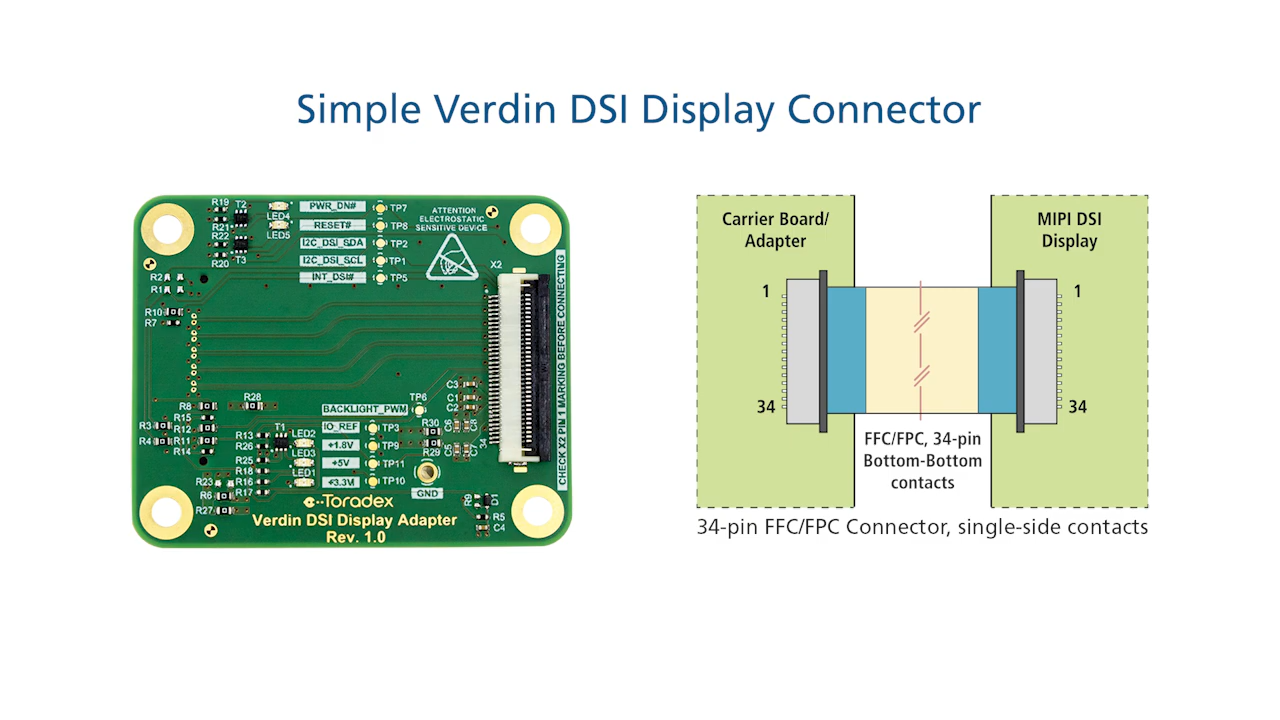 Simple Verdin DSI Display Connector
R19
T2
PWR_DN#
TP7
LED4
R21
RESET#
TP8
LED5
R22
I2C_DSI_SDA
TP2
R20
T3
I2C_DSI_SCL
TP1
INT_DSI#
TP5
ATTENTION
ELECTROSTATIC
SENSITIVE DEVICE
X2
R2
R1
R10
R7
CHECK X2 PIN 1 MARKING BEFORE CONNECTING
C3
C1
C2
R8
R28
BACKLIGHT_PWM
TP6
R15
R3
R12
R4
R11
R14
R13
T1
R26
LED2
IO_REF
TP3
R30
R29
34
+1.8V
TP9
R25
LED3
R18
+5V
TP11
R16
LED1
R17
+3.3V
TP10
GND
R23
R6
R27
R9
D1
R5
C4
Toradex
Verdin DSI Display Adapter
Rev. 1.0
Carrier Board/
Adapter
MIPI DSI
Display
1
1
34
34
FFC/FPC, 34-pin
Bottom-Bottom
contacts
34-pin FFC/FPC Connector, single-side contacts